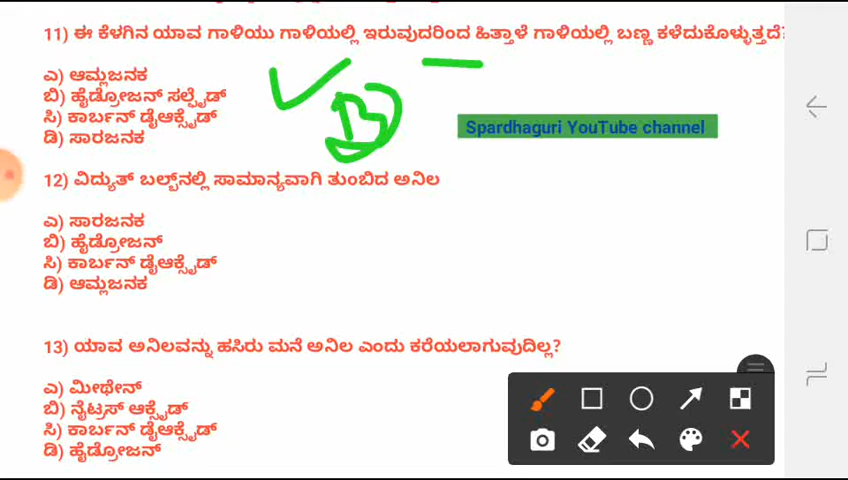 11) ಈ ಕೆಳಗಿನ ಯಾವ ಗಾಳಿಯು ಗಾಳಿಯಲ್ಲಿ ಇರುವುದರಿಂದ ಹಿತ್ತಾಳೆ ಗಾಳಿಯಲ್ಲಿ ಬಣ್ಣ ಕಳೆದುಕೊಳ್ಳುತ್ತದೆ?
ಎ) ಆಮ್ಲಜನಕ
ಬಿ) ಹೈಡ್ರೋಜನ್ ಸಲ್ಫೈಡ್
B
ಸಿ) ಕಾರ್ಬನ್ ಡೈಆಕ್ಸೈಡ್
Spardhaguri YouTube channel
ಡಿ) ಸಾರಜನಕ
12) ವಿದ್ಯುತ್ ಬಲ್ಬ್‌ನಲ್ಲಿ ಸಾಮಾನ್ಯವಾಗಿ ತುಂಬಿದ ಅನಿಲ
ಎ) ಸಾರಜನಕ
ಬಿ) ಹೈಡ್ರೋಜನ್
ಸಿ) ಕಾರ್ಬನ್ ಡೈಆಕ್ಸೈಡ್
ಡಿ) ಆಮ್ಲಜನಕ
13) ಯಾವ ಅನಿಲವನ್ನು ಹಸಿರು ಮನೆ ಅನಿಲ ಎಂದು ಕರೆಯಲಾಗುವುದಿಲ್ಲ?
ಎ) ಮೀಥೇನ್
ಬಿ) ನೈಟ್ರಸ್ ಆಕ್ಸೈಡ್
ಸಿ) ಕಾರ್ಬನ್ ಡೈಆಕ್ಸೈಡ್
ಡಿ) ಹೈಡ್ರೋಜನ್